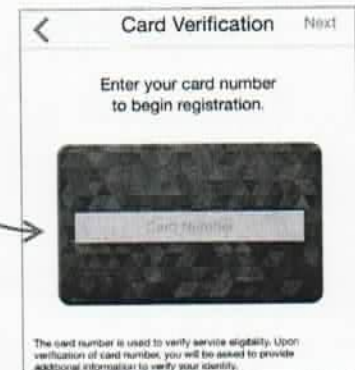 Card Verification Next
Enter your card number
to begin registration.
Card Number
The card number is used to verify service eligibility. Upon
verification of card number, you will be asked to provide
additional information to verify your identity.